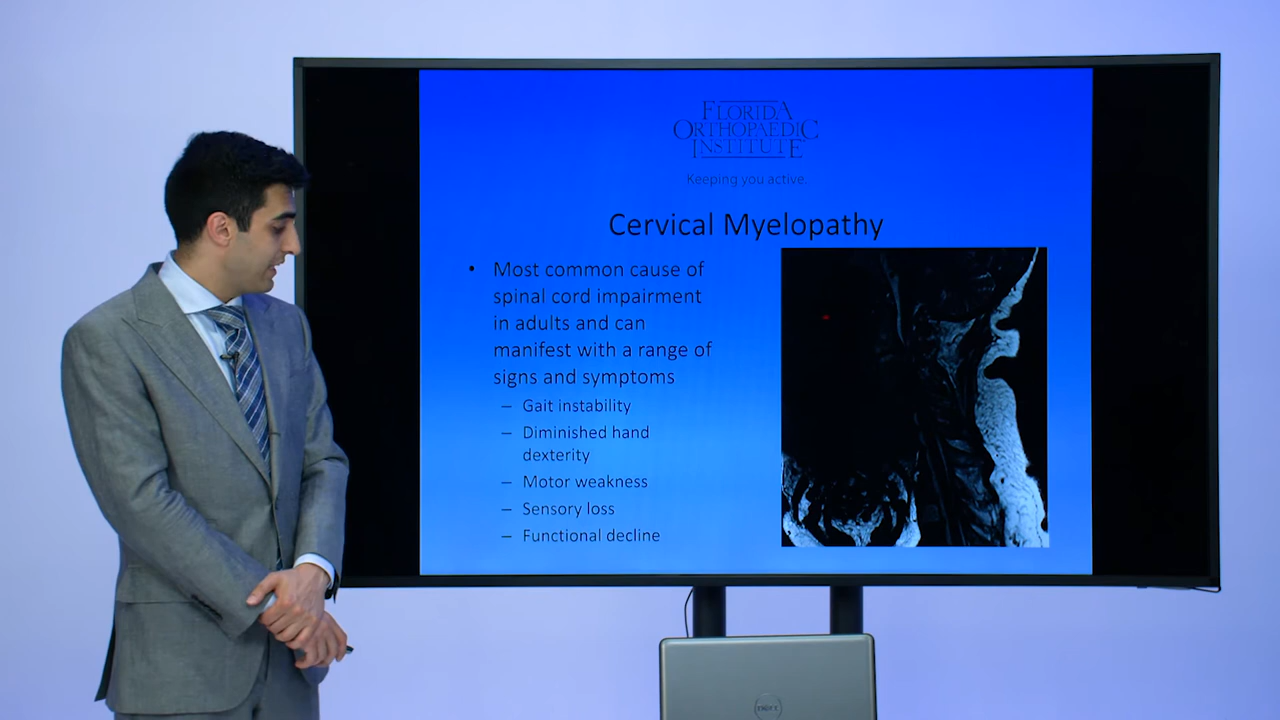 FLORIDA
ORTHOPAEDIC
INSTITUTE
Keeping you active.
Cervical Myelopathy
• Most common cause of
spinal cord impairment
in adults and can
manifest with a range of
signs and symptoms
– Gait instability
– Diminished hand
dexterity
– Motor weakness
– Sensory loss
– Functional decline